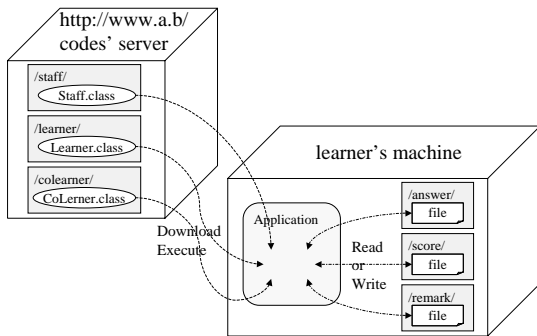 http://www.a.b/
codes' server
/staff/
Staff.class
/learner/
Learner.class
/colearner/
CoLerner.class
Download
Execute
learner's machine
Application
Read
or
Write
/answer/
file
/score/
file
/remark/
file